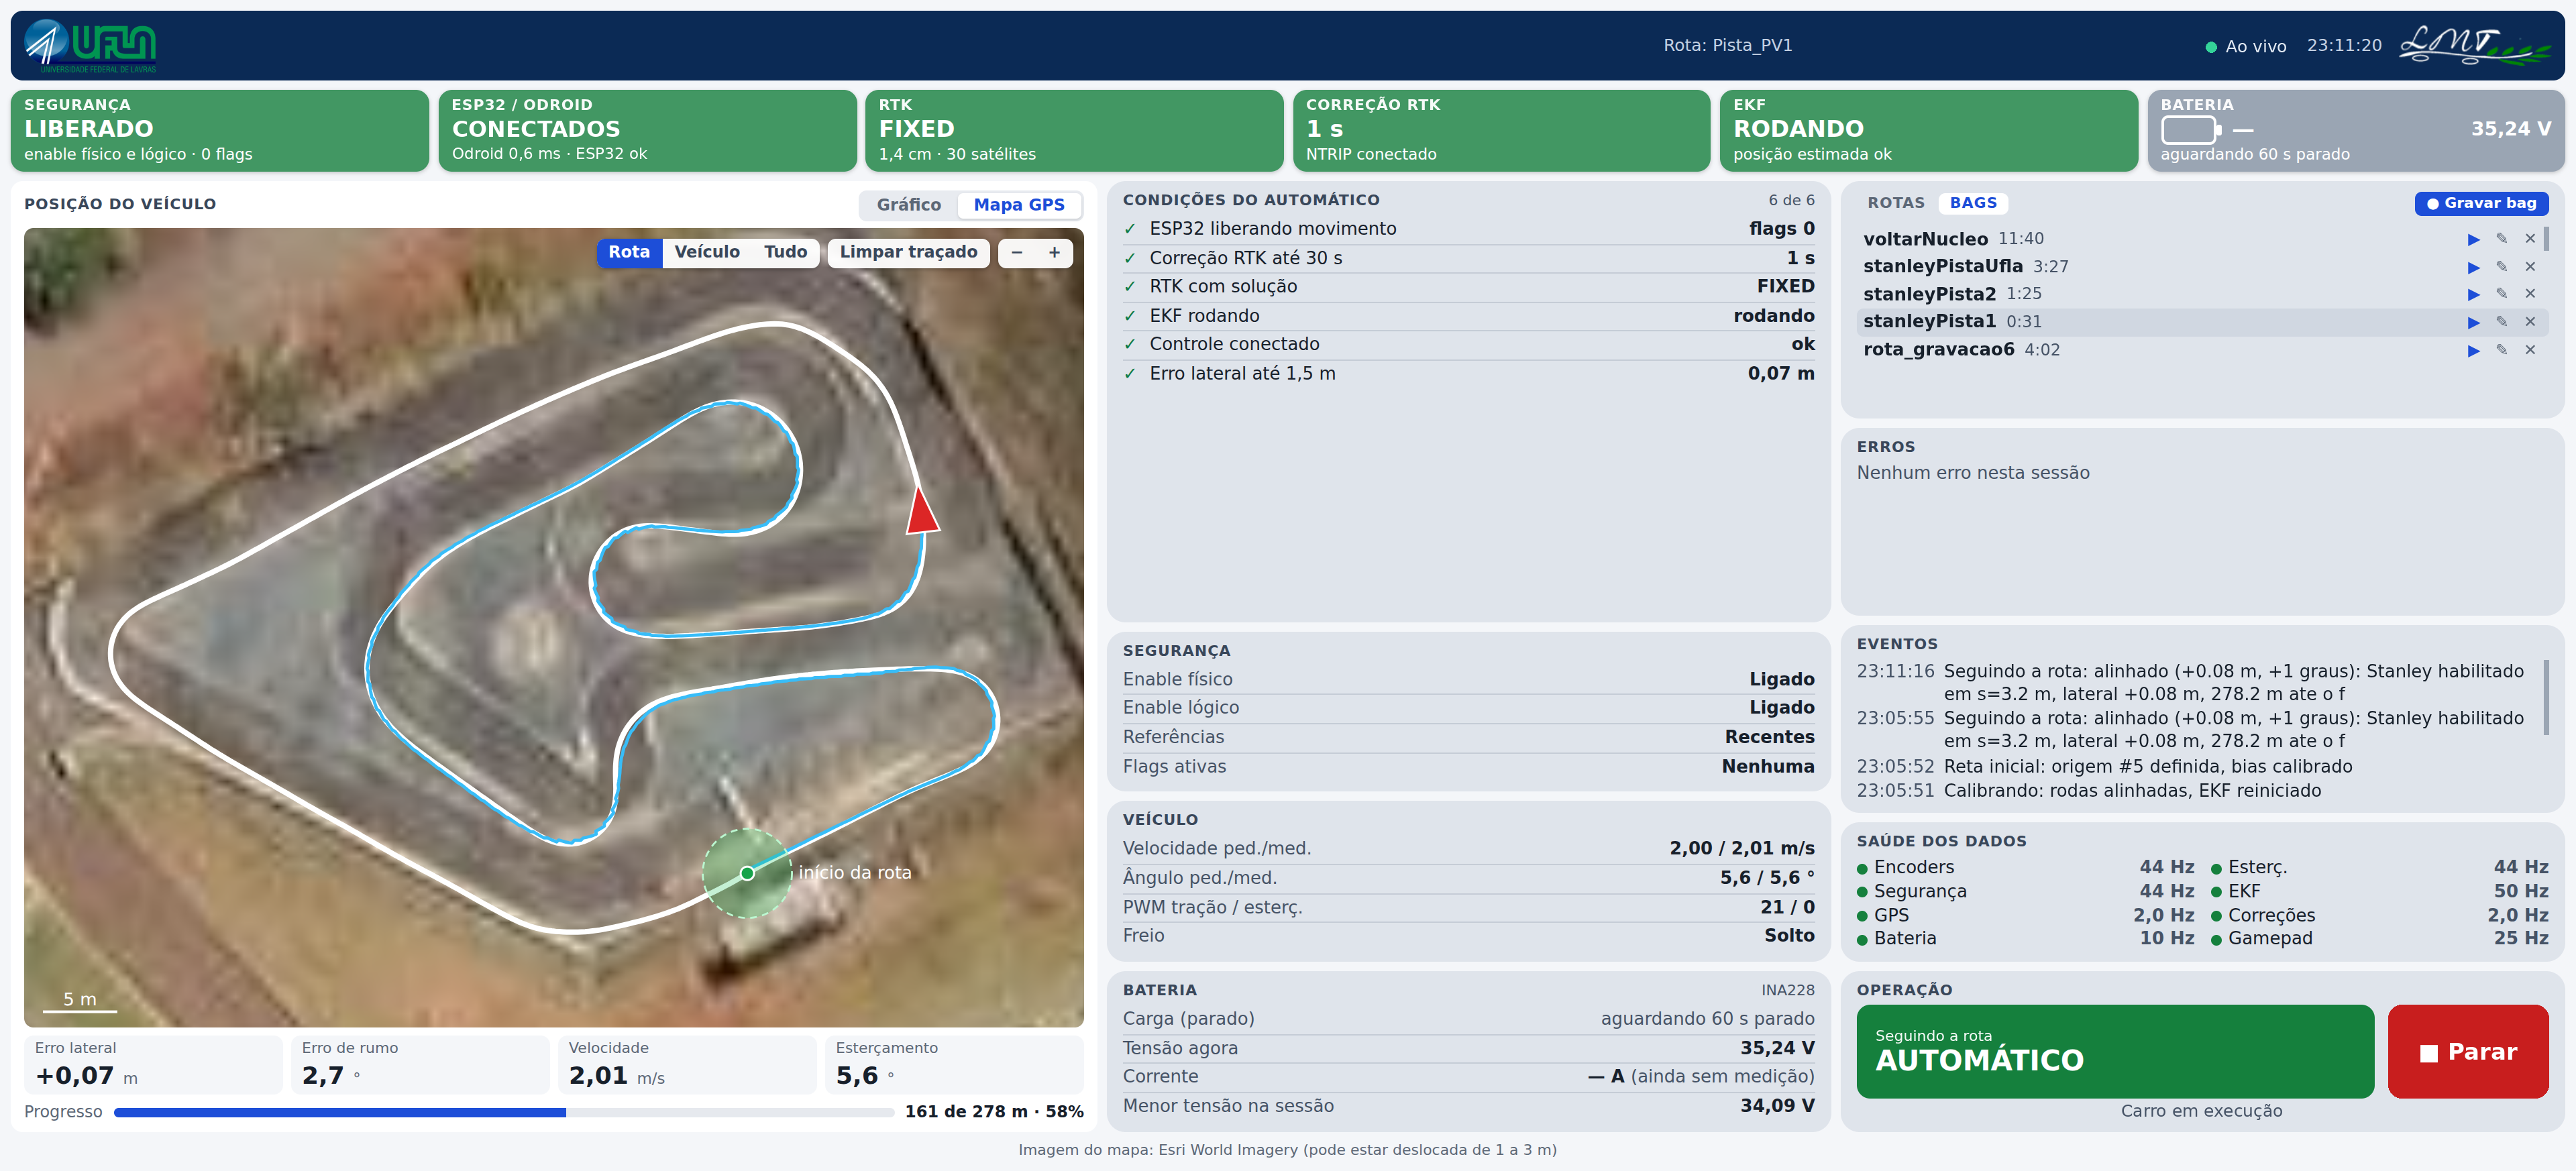 UFLA
UNIVERSIDADE FEDERAL DE LAVRAS
Rota: Pista_PV1
● Ao vivo 23:11:20
LMT
SEGURANÇA
LIBERADO
enable físico e lógico · 0 flags
ESP32 / ODROID
CONECTADOS
Odroid 0,6 ms · ESP32 ok
RTK
FIXED
1,4 cm · 30 satélites
CORREÇÃO RTK
1 s
NTRIP conectado
EKF
RODANDO
posição estimada ok
BATERIA
— 35,24 V
aguardando 60 s parado
POSIÇÃO DO VEÍCULO
Gráfico Mapa GPS
Rota Veículo Tudo Limpar traçado − +
início da rota
5 m
Erro lateral
+0,07 m
Erro de rumo
2,7 °
Velocidade
2,01 m/s
Esterçamento
5,6 °
Progresso 161 de 278 m · 58%
CONDIÇÕES DO AUTOMÁTICO 6 de 6
✓ ESP32 liberando movimento flags 0
✓ Correção RTK até 30 s 1 s
✓ RTK com solução FIXED
✓ EKF rodando rodando
✓ Controle conectado ok
✓ Erro lateral até 1,5 m 0,07 m
SEGURANÇA
Enable físico Ligado
Enable lógico Ligado
Referências Recentes
Flags ativas Nenhuma
VEÍCULO
Velocidade ped./med. 2,00 / 2,01 m/s
Ângulo ped./med. 5,6 / 5,6 °
PWM tração / esterç. 21 / 0
Freio Solto
BATERIA INA228
Carga (parado) aguardando 60 s parado
Tensão agora 35,24 V
Corrente — A (ainda sem medição)
Menor tensão na sessão 34,09 V
ROTAS BAGS ● Gravar bag
voltarNucleo 11:40 ▶ ✎ ✕
stanleyPistaUfla 3:27 ▶ ✎ ✕
stanleyPista2 1:25 ▶ ✎ ✕
stanleyPista1 0:31 ▶ ✎ ✕
rota_gravacao6 4:02 ▶ ✎ ✕
ERROS
Nenhum erro nesta sessão
EVENTOS
23:11:16 Seguindo a rota: alinhado (+0.08 m, +1 graus): Stanley habilitado
em s=3.2 m, lateral +0.08 m, 278.2 m ate o f
23:05:55 Seguindo a rota: alinhado (+0.08 m, +1 graus): Stanley habilitado
em s=3.2 m, lateral +0.08 m, 278.2 m ate o f
23:05:52 Reta inicial: origem #5 definida, bias calibrado
23:05:51 Calibrando: rodas alinhadas, EKF reiniciado
SAÚDE DOS DADOS
● Encoders 44 Hz ● Esterç. 44 Hz
● Segurança 44 Hz ● EKF 50 Hz
● GPS 2,0 Hz ● Correções 2,0 Hz
● Bateria 10 Hz ● Gamepad 25 Hz
OPERAÇÃO
Seguindo a rota
AUTOMÁTICO
■ Parar
Carro em execução
Imagem do mapa: Esri World Imagery (pode estar deslocada de 1 a 3 m)